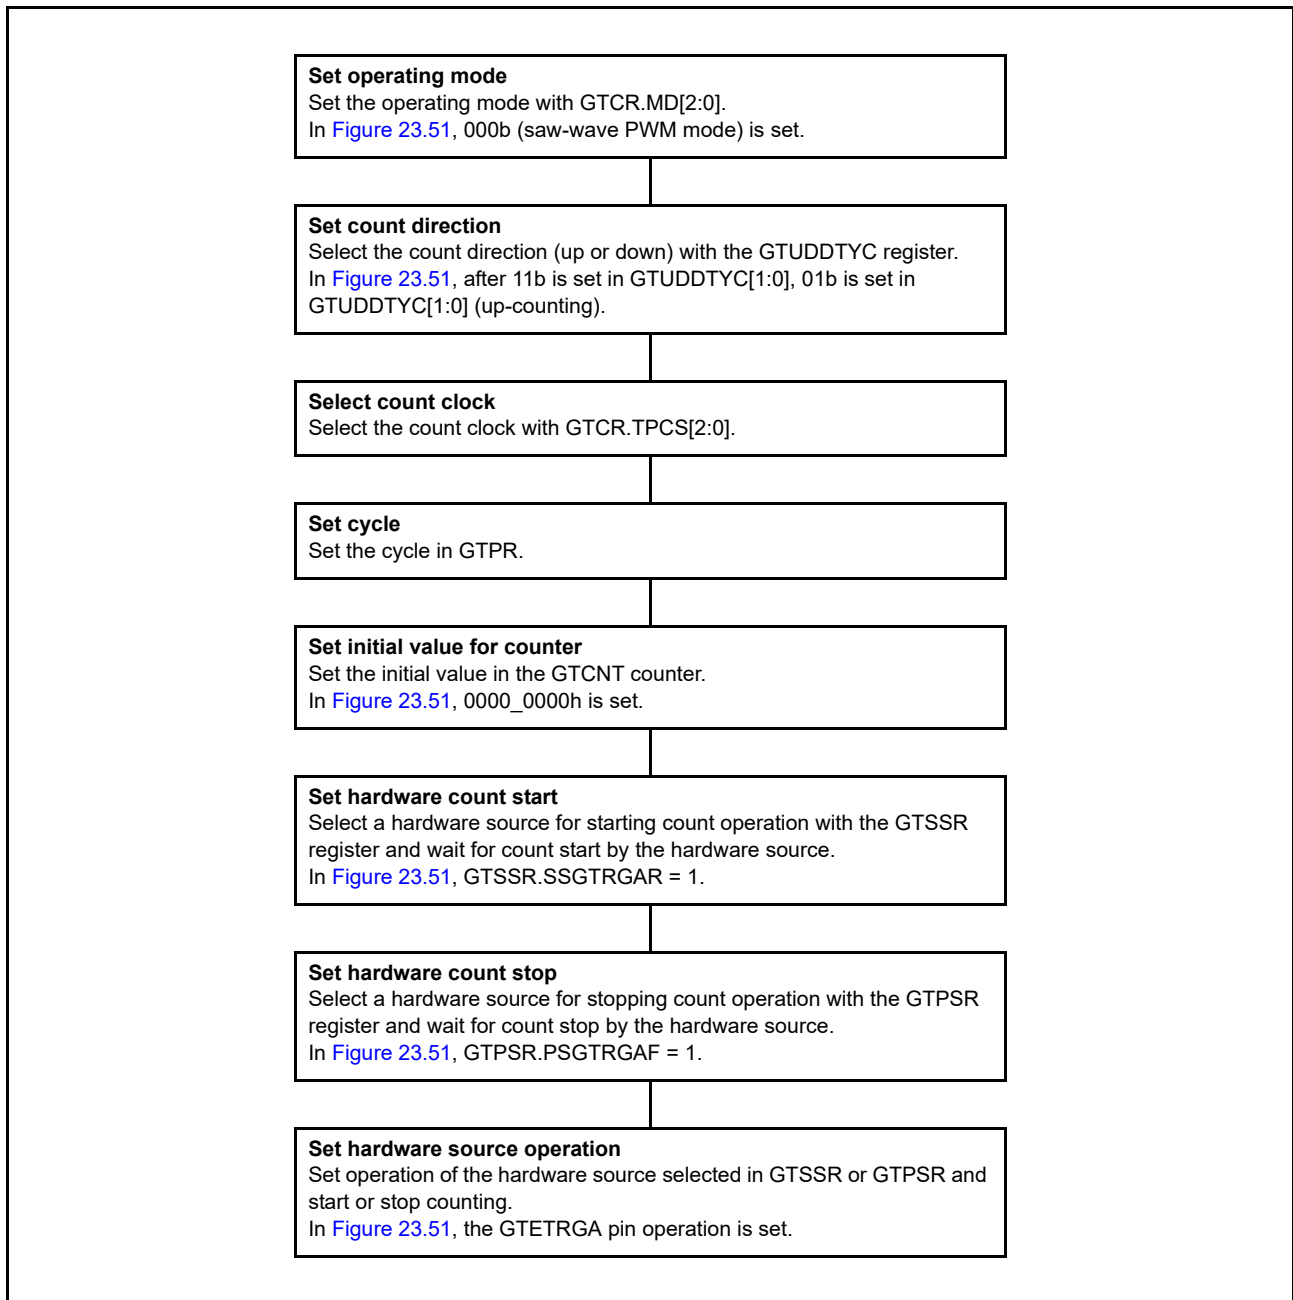 Set operating mode
Set the operating mode with GTCR.MD[2:0].
In Figure 23.51, 000b (saw-wave PWM mode) is set.
Set count direction
Select the count direction (up or down) with the GTUDDTYC register.
In Figure 23.51, after 11b is set in GTUDDTYC[1:0], 01b is set in
GTUDDTYC[1:0] (up-counting).
Select count clock
Select the count clock with GTCR.TPCS[2:0].
Set cycle
Set the cycle in GTPR.
Set initial value for counter
Set the initial value in the GTCNT counter.
In Figure 23.51, 0000_0000h is set.
Set hardware count start
Select a hardware source for starting count operation with the GTSSR
register and wait for count start by the hardware source.
In Figure 23.51, GTSSR.SSGTRGAR = 1.
Set hardware count stop
Select a hardware source for stopping count operation with the GTPSR
register and wait for count stop by the hardware source.
In Figure 23.51, GTPSR.PSGTRGAF = 1.
Set hardware source operation
Set operation of the hardware source selected in GTSSR or GTPSR and
start or stop counting.
In Figure 23.51, the GTETRGA pin operation is set.